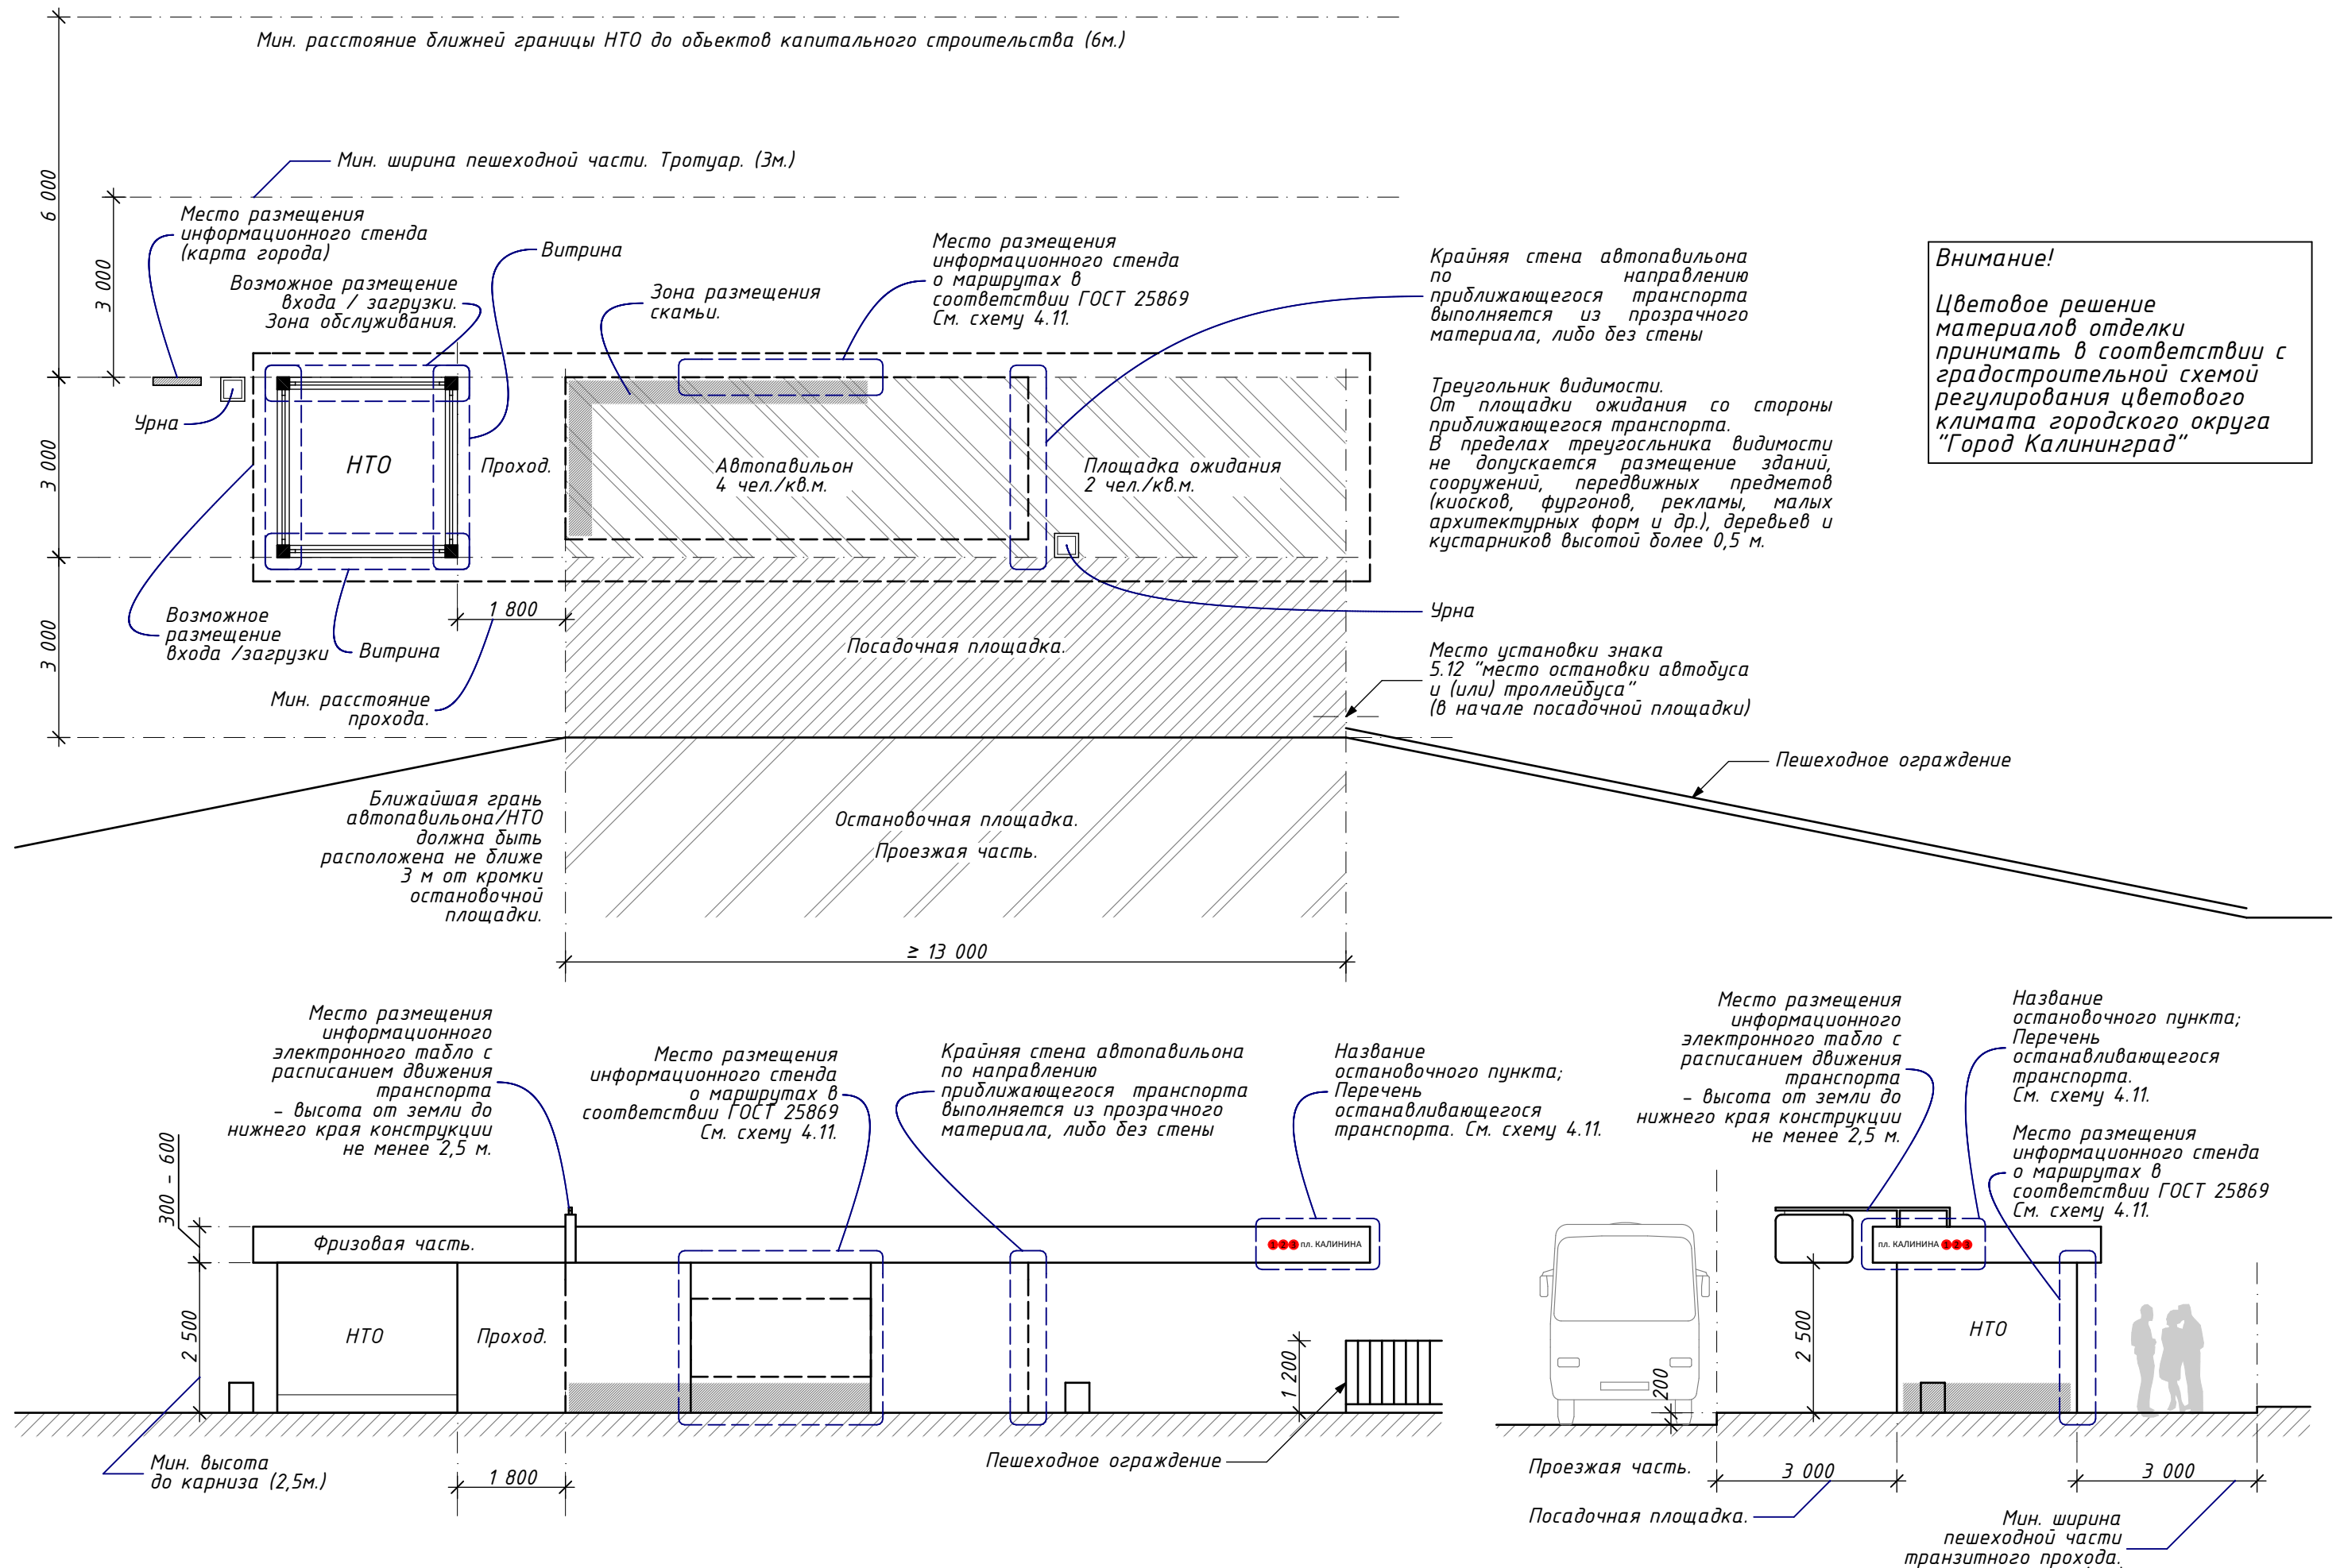 Мин. расстояние ближней границы НТО до обьектов капитального строительства (6м.)
6 000
Мин. ширина пешеходной части. Тротуар. (3м.)
3 000
Место размещения
информационного стенда
(карта города)
Витрина
Возможное размещение
входа / загрузки.
Зона обслуживания.
Зона размещения
скамьи.
Место размещения
информационного стенда
о маршрутах в
соответствии ГОСТ 25869
См. схему 4.11.
Крайняя стена автопавильона
по направлению
приближающегося транспорта
выполняется из прозрачного
материала, либо без стены
Внимание!
Цветовое решение
материалов отделки
принимать в соответствии с
градостроительной схемой
регулирования цветового
климата городского округа
"Город Калининград"
Треугольник видимости.
От площадки ожидания со стороны
приближающегося транспорта.
В пределах треугосльника видимости
не допускается размещение зданий,
сооружений, передвижных предметов
(киосков, фургонов, рекламы, малых
архитектурных форм и др.), деревьев и
кустарников высотой более 0,5 м.
Урна
3 000
НТО
Проход.
Автопавильон
4 чел./кв.м.
Площадка ожидания
2 чел./кв.м.
1 800
Урна
Возможное
размещение
входа /загрузки
Витрина
3 000
Посадочная площадка.
Место установки знака
5.12 "место остановки автобуса
и (или) троллейбуса"
(в начале посадочной площадки)
Мин. расстояние
прохода.
Пешеходное ограждение
Ближайшая грань
автопавильона/НТО
должна быть
расположена не ближе
3 м от кромки
остановочной
площадки.
Остановочная площадка.
Проезжая часть.
≥ 13 000
Место размещения
информационного
электронного табло с
расписанием движения
транспорта
- высота от земли до
нижнего края конструкции
не менее 2,5 м.
Место размещения
информационного стенда
о маршрутах в
соответствии ГОСТ 25869
См. схему 4.11.
Крайняя стена автопавильона
по направлению
приближающегося транспорта
выполняется из прозрачного
материала, либо без стены
Название
остановочного пункта;
Перечень
останавливающегося
транспорта. См. схему 4.11.
Место размещения
информационного
электронного табло с
расписанием движения
транспорта
- высота от земли до
нижнего края конструкции
не менее 2,5 м.
Название
остановочного пункта;
Перечень
останавливающегося
транспорта.
См. схему 4.11.
Место размещения
информационного стенда
о маршрутах в
соответствии ГОСТ 25869
См. схему 4.11.
300 - 600
Фризовая часть.
1 2 3 пл. КАЛИНИНА
пл. КАЛИНИНА 1 2 3
2 500
НТО
Проход.
1 200
200
2 500
НТО
Мин. высота
до карниза (2,5м.)
1 800
Пешеходное ограждение
Проезжая часть.
3 000
3 000
Посадочная площадка.
Мин. ширина
пешеходной части
транзитного прохода.